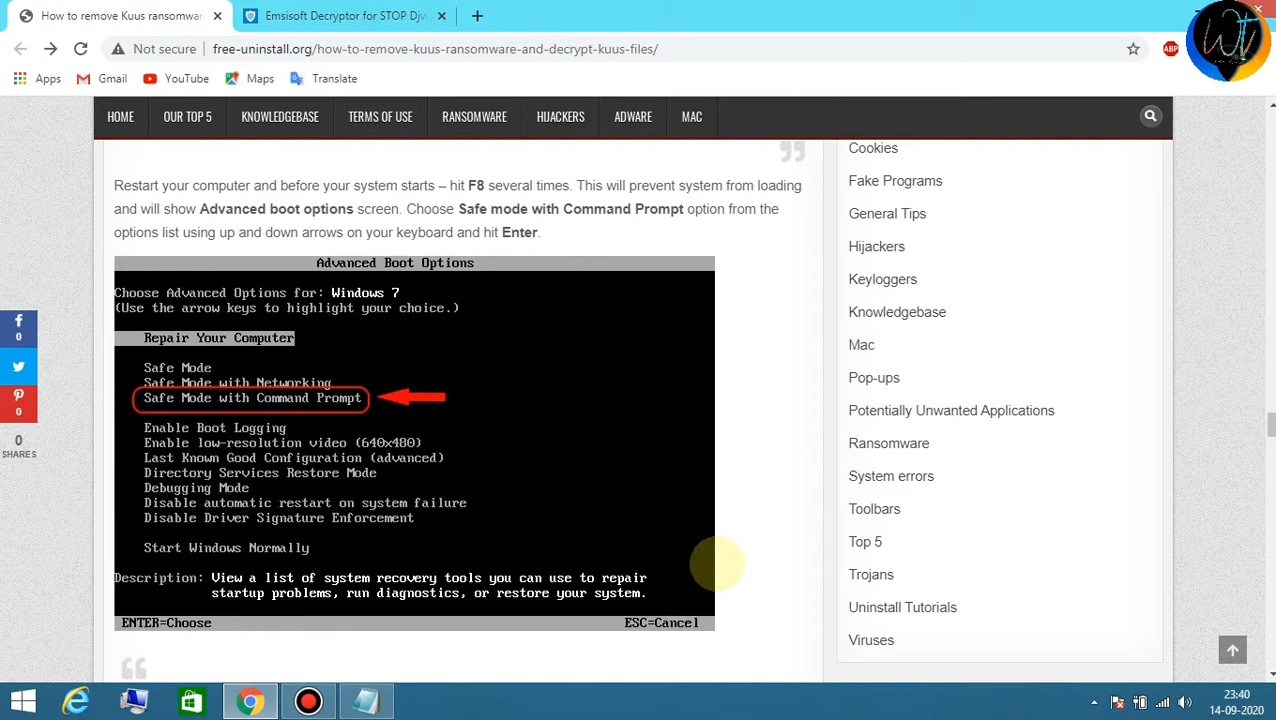 How to remove Kuus ransomware
Emsisoft Decryptor for STOP Djv
Not secure
free-uninstall.org/how-to-remove-kuus-ransomware-and-decrypt-kuus-files/
ABP
Apps
Gmail
YouTube
Maps
Translate
HOME
OUR TOP 5
KNOWLEDGEBASE
TERMS OF USE
RANSOMWARE
HIJACKERS
ADWARE
MAC
Restart your computer and before your system starts – hit F8 several times. This will prevent system from loading
and will show Advanced boot options screen. Choose Safe mode with Command Prompt option from the
options list using up and down arrows on your keyboard and hit Enter.
Advanced Boot Options
Choose Advanced Options for: Windows 7
(Use the arrow keys to highlight your choice.)
Repair Your Computer
Safe Mode
Safe Mode with Networking
Safe Mode with Command Prompt
Enable Boot Logging
Enable low-resolution video (640x480)
Last Known Good Configuration (advanced)
Directory Services Restore Mode
Debugging Mode
Disable automatic restart on system failure
Disable Driver Signature Enforcement
Start Windows Normally
Description: View a list of system recovery tools you can use to repair
startup problems, run diagnostics, or restore your system.
ENTER=Choose
ESC=Cancel
0
0
0
SHARES
Cookies
Fake Programs
General Tips
Hijackers
Keyloggers
Knowledgebase
Mac
Pop-ups
Potentially Unwanted Applications
Ransomware
System errors
Toolbars
Top 5
Trojans
Uninstall Tutorials
Viruses
23:40
14-09-2020